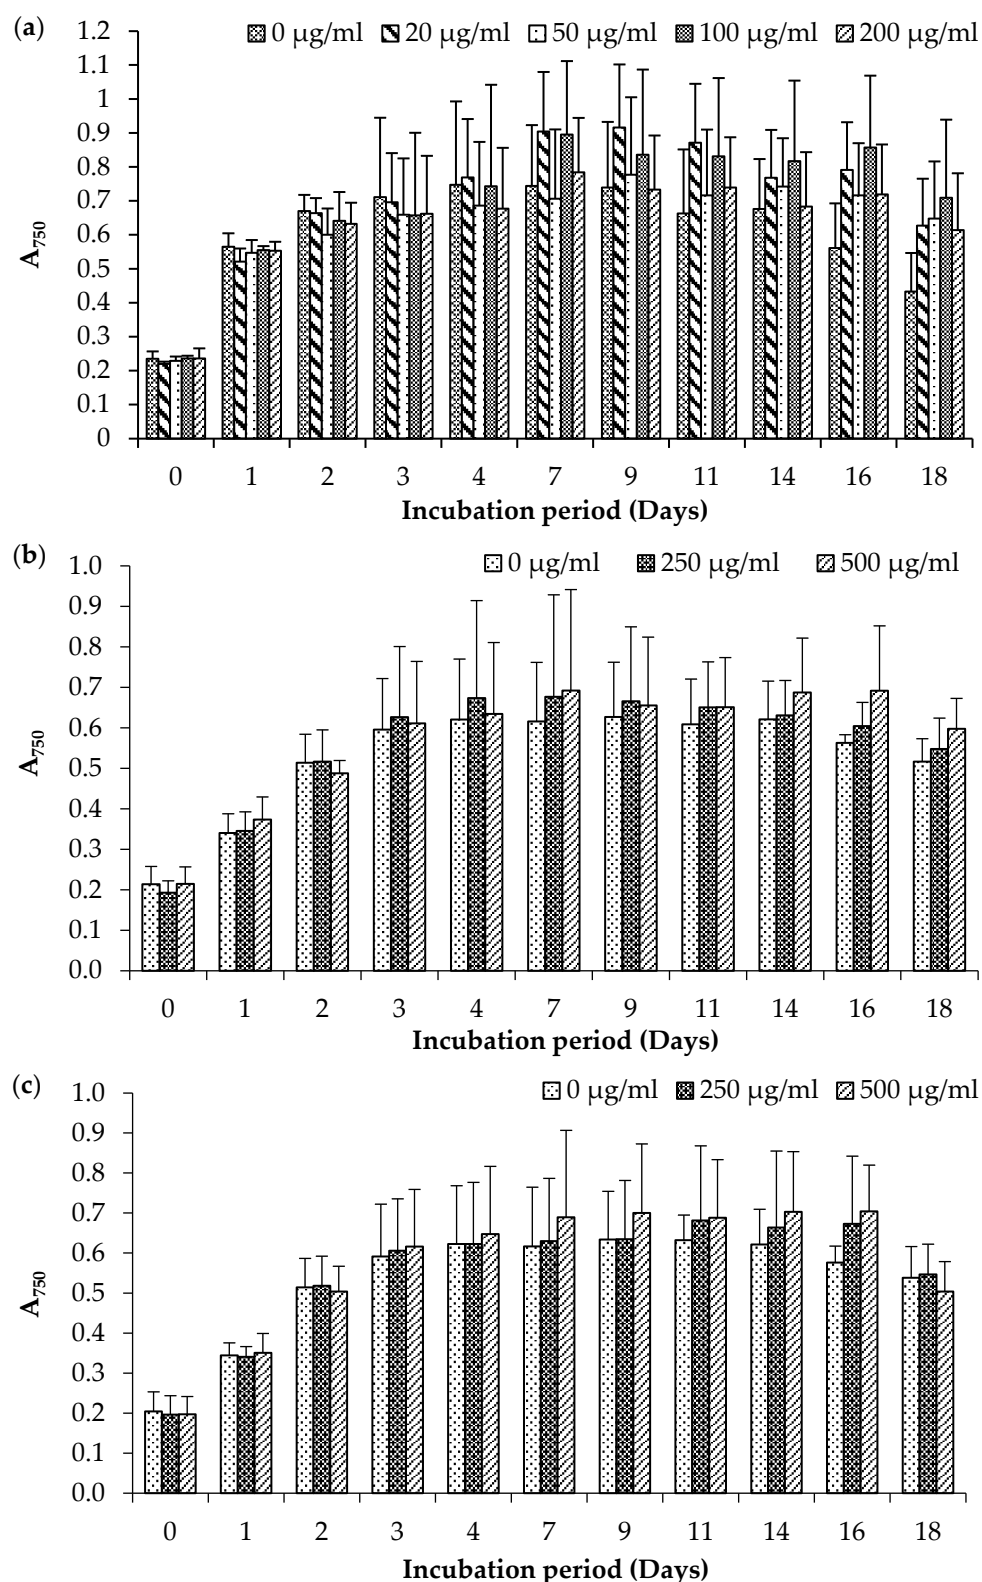 (a)
0 µg/ml 20 µg/ml 50 µg/ml 100 µg/ml 200 µg/ml
1.2
1.1
1
0.9
0.8
0.7
0.6
0.5
0.4
0.3
0.2
0.1
0
A750
0 1 2 3 4 7 9 11 14 16 18
Incubation period (Days)
(b)
0 µg/ml 250 µg/ml 500 µg/ml
1.0
0.9
0.8
0.7
0.6
0.5
0.4
0.3
0.2
0.1
0.0
A750
0 1 2 3 4 7 9 11 14 16 18
Incubation period (Days)
(c)
0 µg/ml 250 µg/ml 500 µg/ml
1.0
0.9
0.8
0.7
0.6
0.5
0.4
0.3
0.2
0.1
0.0
A750
0 1 2 3 4 7 9 11 14 16 18
Incubation period (Days)